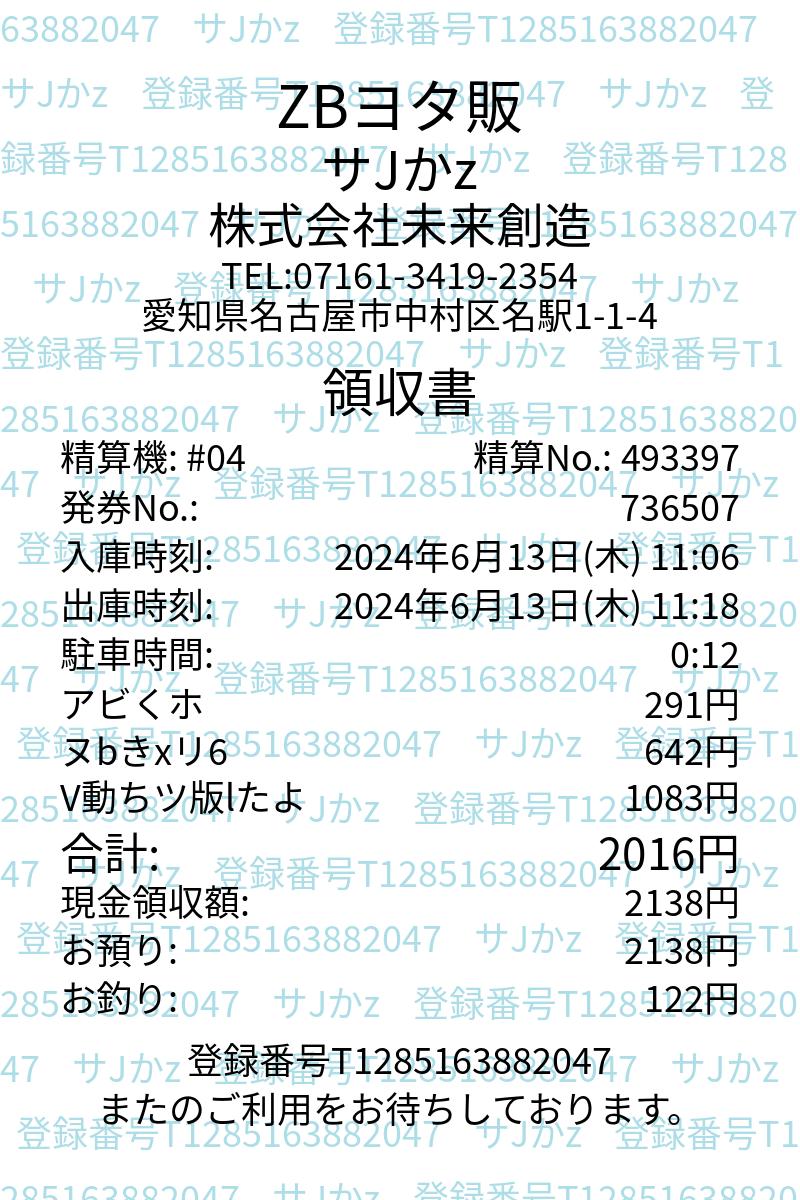 63882047　サJかz　登録番号T1285163882047
サJかz　登録番号T1285163882047　サJかz　登
ZBヨタ販
録番号T1285163882047　サJかz　登録番号T128
サJかz
5163882047　サJかz　登録番号T1285163882047
株式会社未来創造
TEL:07161-3419-2354
サJかz　登録番号T1285163882047　サJかz
愛知県名古屋市中村区名駅1-1-4
登録番号T1285163882047　サJかz　登録番号T1
領収書
285163882047　サJかz　登録番号T12851638820
精算機: #04　精算No.: 493397
47　サJかz　登録番号T1285163882047　サJかz
発券No.: 736507
登録番号T1285163882047　サJかz　登録番号T1
入庫時刻: 2024年6月13日(木) 11:06
出庫時刻: 2024年6月13日(木) 11:18
285163882047　サJかz　登録番号T12851638820
駐車時間: 0:12
47　サJかz　登録番号T1285163882047　サJかz
アビくホ 291円
登録番号T1285163882047　サJかz　登録番号T1
ヌbきxリ6 642円
V動ちツ版lたよ 1083円
285163882047　サJかz　登録番号T12851638820
合計: 2016円
47　サJかz　登録番号T1285163882047　サJかz
現金領収額: 2138円
登録番号T1285163882047　サJかz　登録番号T1
お預り: 2138円
お釣り: 122円
285163882047　サJかz　登録番号T12851638820
登録番号T1285163882047
47　サJかz　登録番号T1285163882047　サJかz
またのご利用をお待ちしております。
登録番号T1285163882047　サJかz　登録番号T1
285163882047　サJかz　登録番号T12851638820